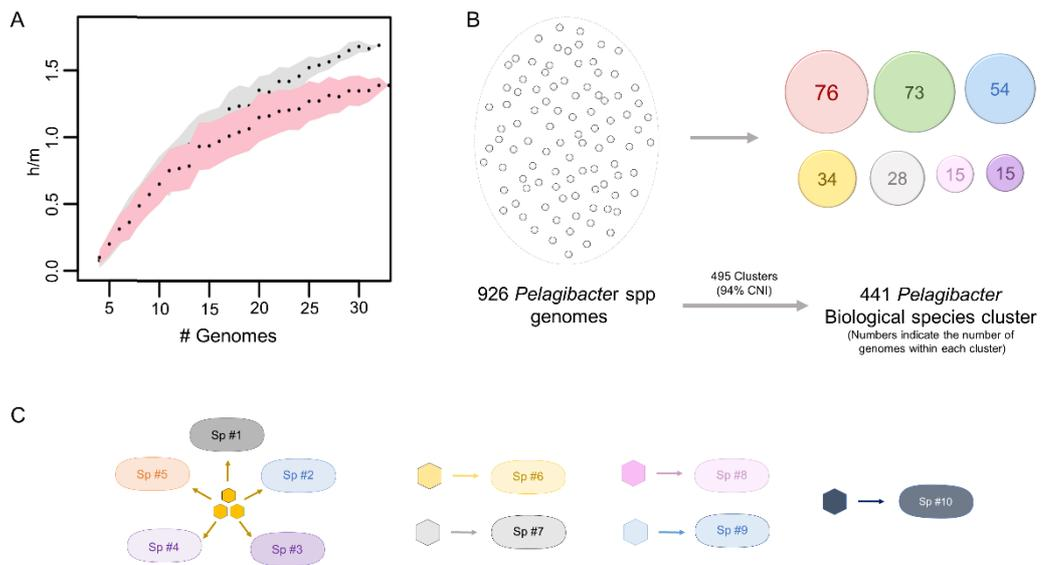 A
h/m
0.0
0.5
1.0
1.5
5
10
15
20
25
30
# Genomes
B
76
73
54
34
28
15
15
926 Pelagibacter spp
genomes
495 Clusters
(94% CNI)
441 Pelagibacter
Biological species cluster
(Numbers indicate the number of
genomes within each cluster)
C
Sp #1
Sp #5
Sp #2
Sp #4
Sp #3
Sp #6
Sp #7
Sp #8
Sp #9
Sp #10